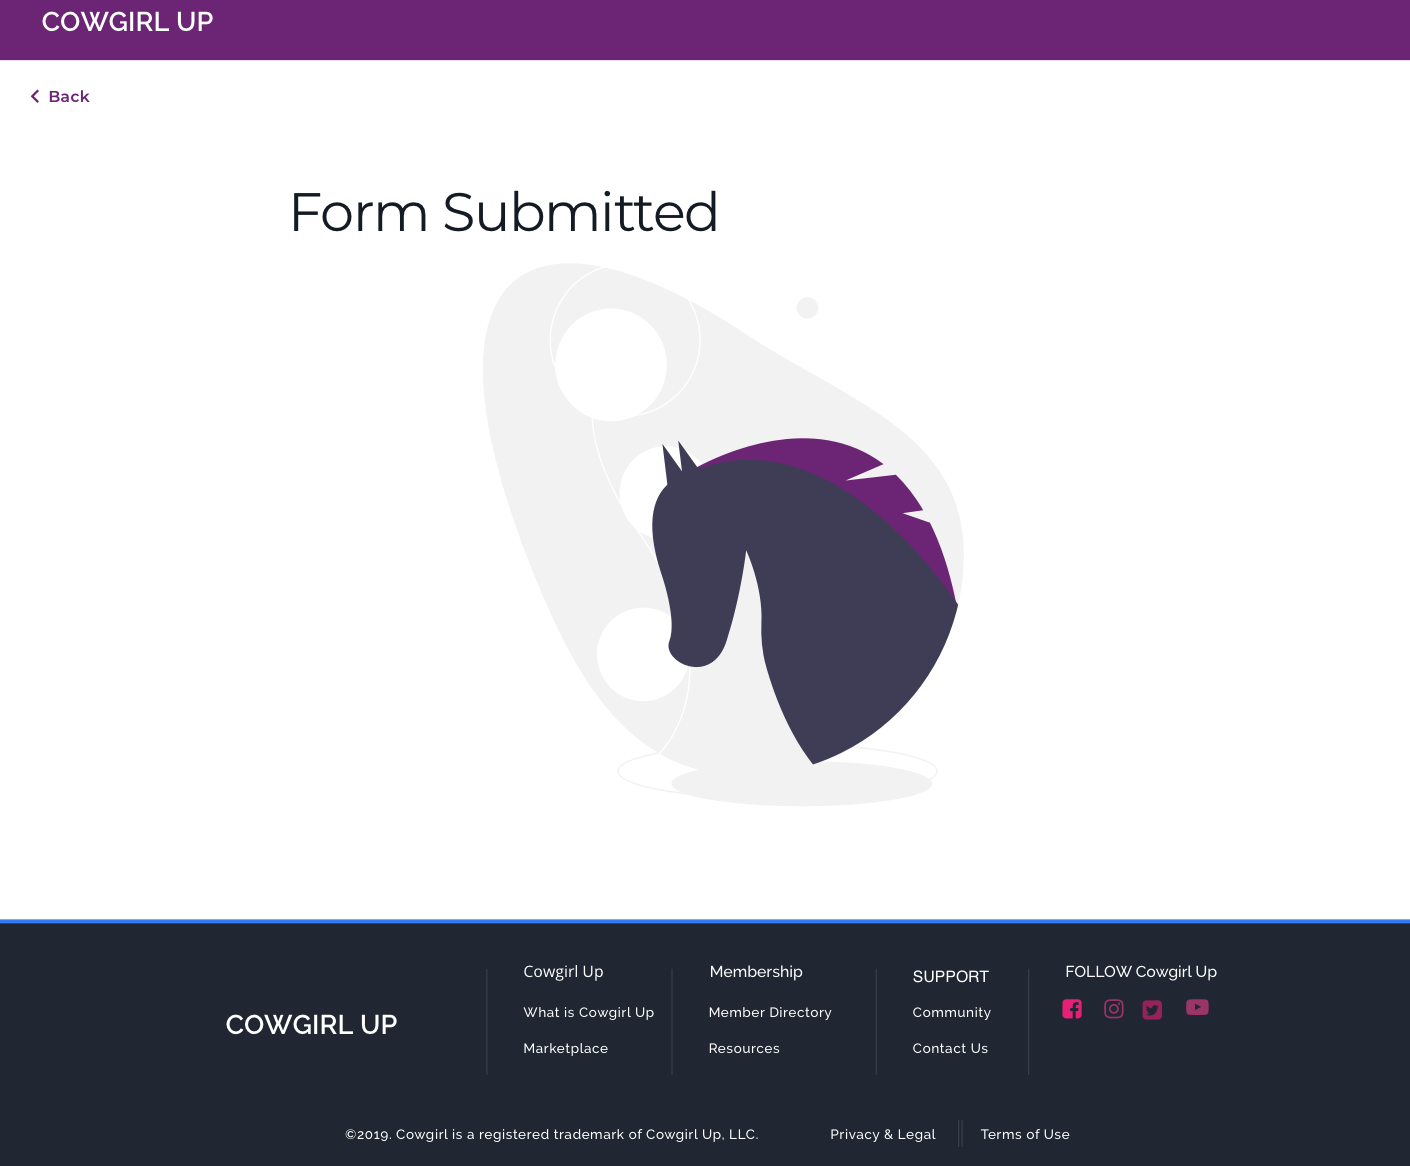 COWGIRL UP
Back
Form Submitted
COWGIRL UP
Cowgirl Up
What is Cowgirl Up
Marketplace
Membership
Member Directory
Resources
SUPPORT
Community
Contact Us
FOLLOW Cowgirl Up
©2019. Cowgirl is a registered trademark of Cowgirl Up, LLC.
Privacy & Legal
Terms of Use